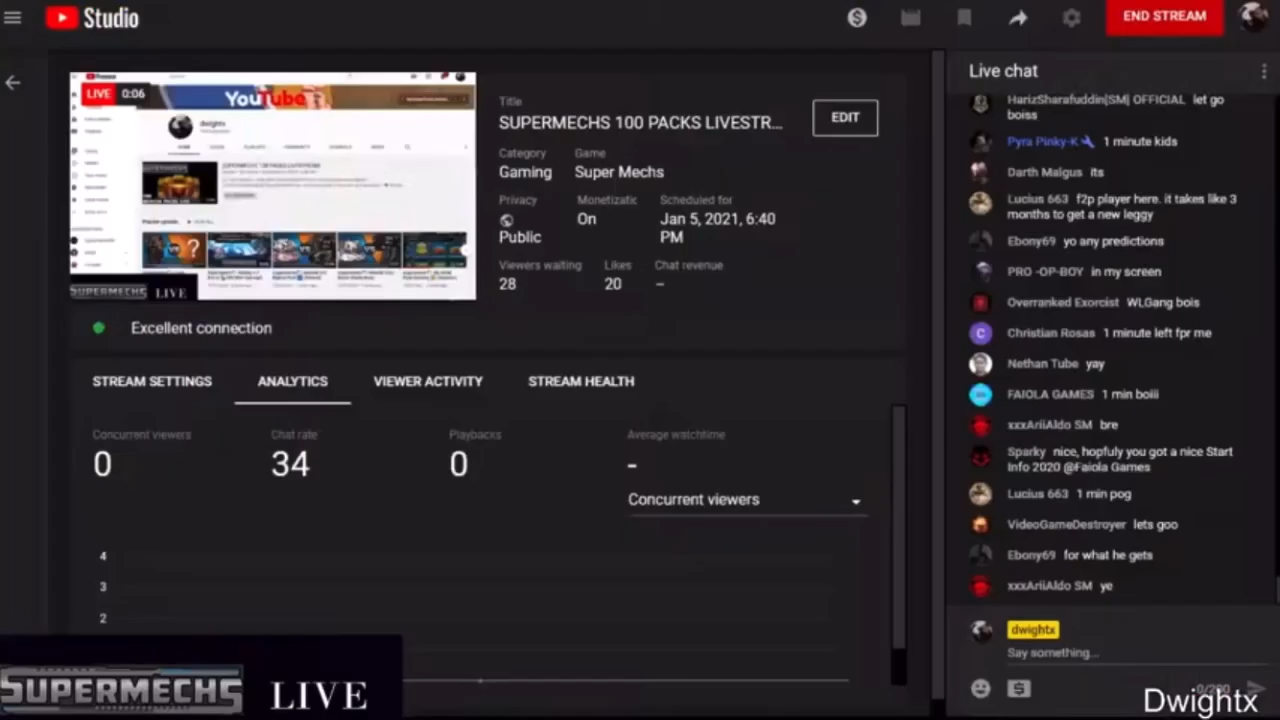 Studio
END STREAM
LIVE 0:06
YouTube
dwightx
SUPERMECHS LIVE
Title
SUPERMECHS 100 PACKS LIVESTR...
EDIT
Category
Game
Gaming
Super Mechs
Privacy
Monetizatic
Scheduled for
Public
On
Jan 5, 2021, 6:40
PM
Viewers waiting
Likes
Chat revenue
28
20
–
Excellent connection
STREAM SETTINGS
ANALYTICS
VIEWER ACTIVITY
STREAM HEALTH
Concurrent viewers
Chat rate
Playbacks
Average watchtime
0
34
0
-
Concurrent viewers
4
3
2
SUPERMECHS LIVE
Live chat
HarizSharafuddin|SM| OFFICIAL let go
boiss
Pyra Pinky-K 1 minute kids
Darth Malgus its
Lucius 663 f2p player here. it takes like 3
months to get a new leggy
Ebony69 yo any predictions
PRO -OP-BOY in my screen
Overranked Exorcist WLGang bois
C
Christian Rosas 1 minute left fpr me
Nethan Tube yay
FAIOLA GAMES 1 min boiii
xxxAriiAldo SM bre
Sparky nice, hopfuly you got a nice Start
Info 2020 @Faiola Games
Lucius 663 1 min pog
VideoGameDestroyer lets goo
Ebony69 for what he gets
xxxAriiAldo SM ye
dwightx
Say something...
0/200
Dwightx